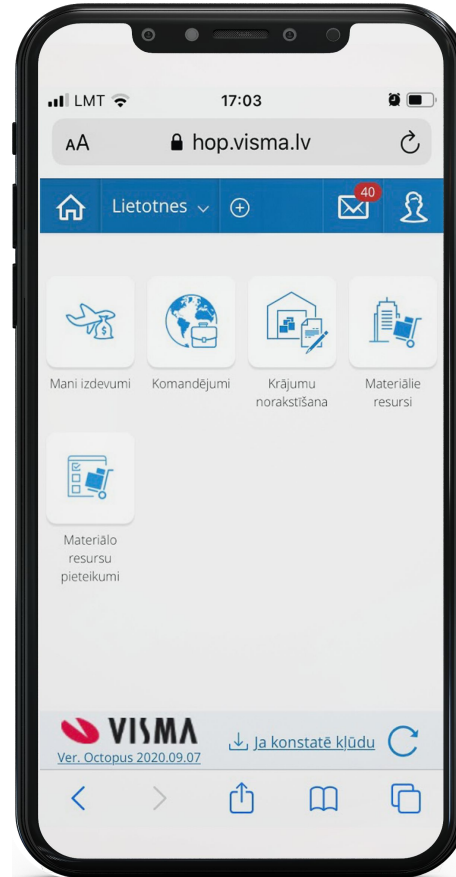 LMT 17:03
AA hop.visma.lv
Lietotnes 40
Mani izdevumi Komandējumi Krājumu norakstīšana Materiālie resursi
Materiālo
resursu
pieteikumi
VISMA
Ver. Octopus 2020.09.07 Ja konstatē kļūdu